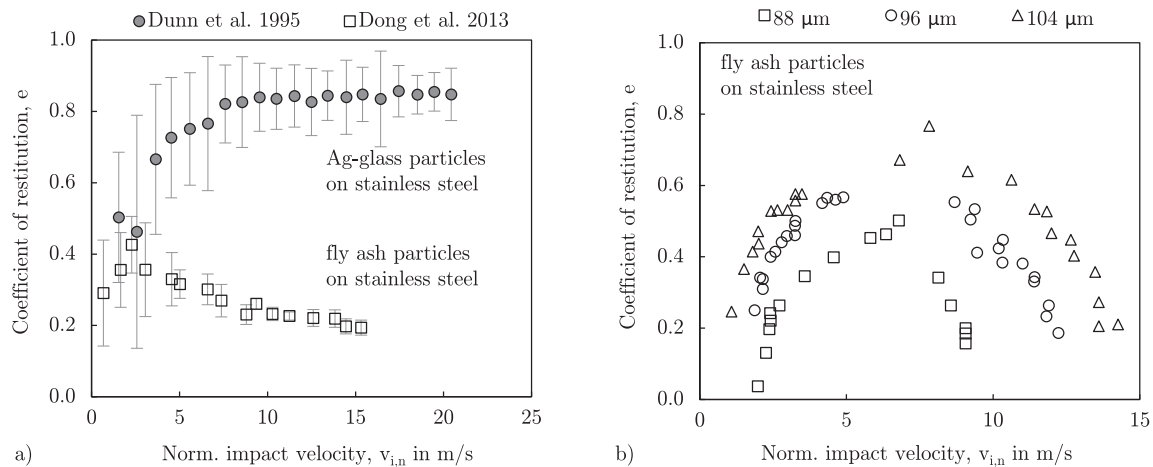 Dunn et al. 1995 Dong et al. 2013
1.0
0.8
0.6
0.4
0.2
0.0
Coefficient of restitution, e
Ag-glass particles
on stainless steel
fly ash particles
on stainless steel
0 5 10 15 20 25
a) Norm. impact velocity, v_{i,n} in m/s
88 µm 96 µm 104 µm
1.0
0.8
0.6
0.4
0.2
0.0
Coefficient of restitution, e
fly ash particles
on stainless steel
0 5 10 15
b) Norm. impact velocity, v_{i,n} in m/s